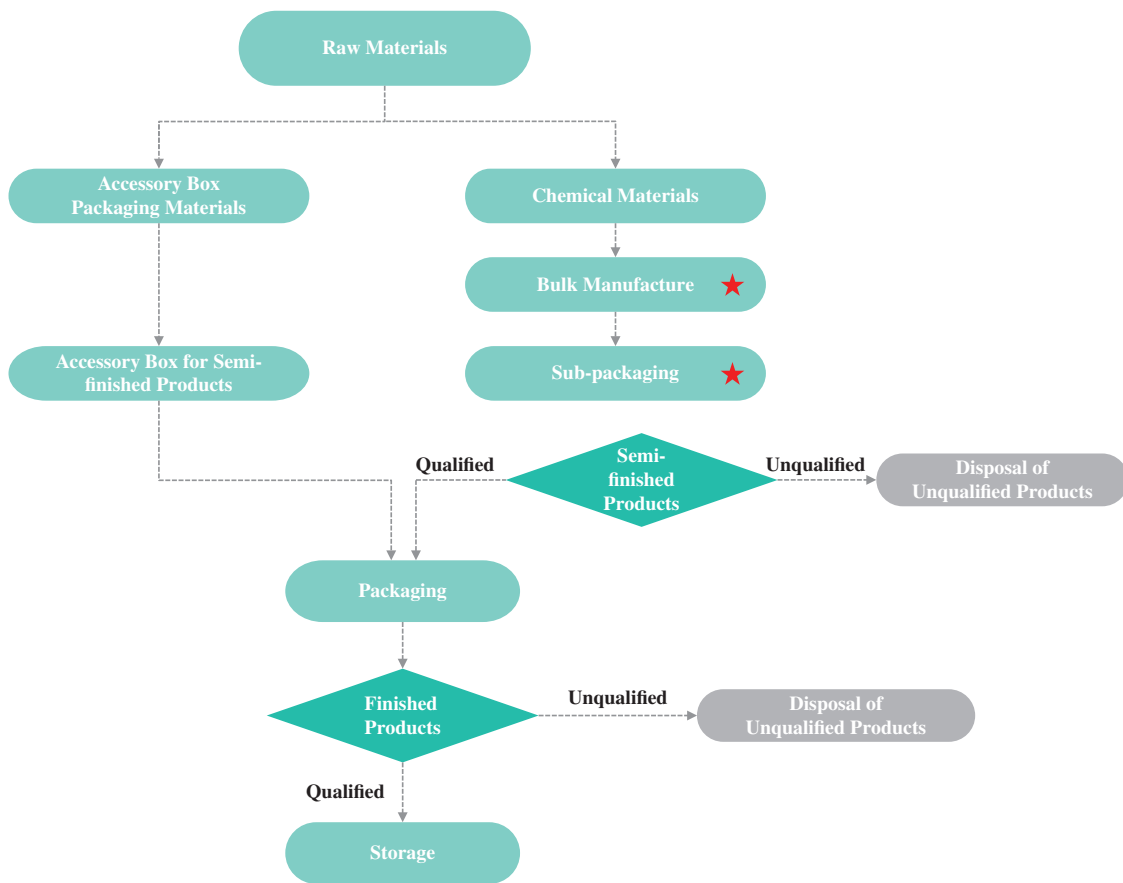 Raw Materials
Accessory Box
Packaging Materials
Chemical Materials
Bulk Manufacture
Accessory Box for Semi-
finished Products
Sub-packaging
Qualified
Semi-
finished
Products
Unqualified
Disposal of
Unqualified Products
Packaging
Finished
Products
Unqualified
Disposal of
Unqualified Products
Qualified
Storage